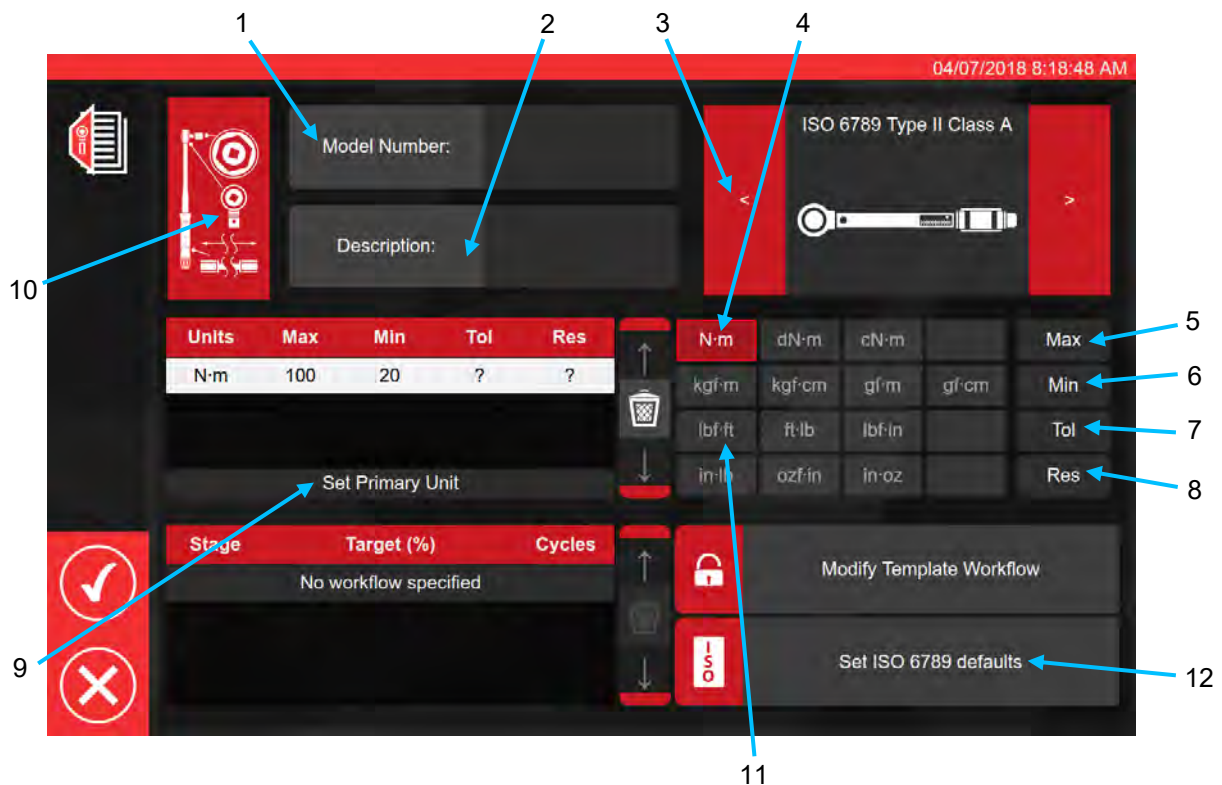 1 2 3 4
04/07/2018 8:18:48 AM
Model Number:
ISO 6789 Type II Class A
< >
Description:
10
Units Max Min Tol Res
N·m 100 20 ? ?
N·m dN·m cN·m Max
5
kgf·m kgf·cm gf·m gf·cm Min
6
lbf·ft ft·lb lbf·in Tol
7
Set Primary Unit
in·lb ozf·in in·oz Res
8
Stage Target (%) Cycles
No workflow specified
Modify Template Workflow
9
ISO
Set ISO 6789 defaults
12
11